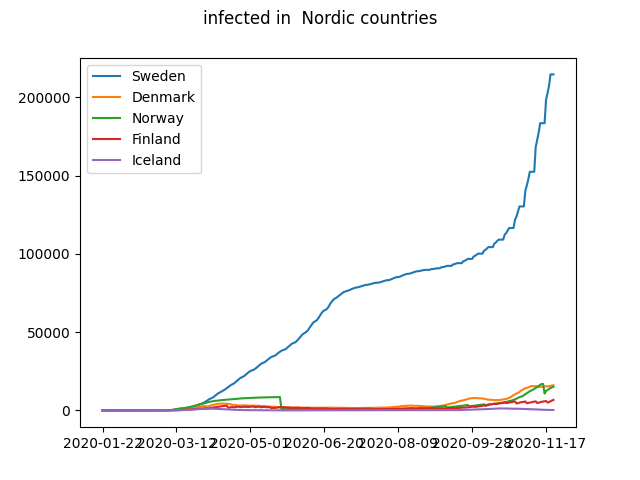 infected in  Nordic countries
Sweden
Denmark
Norway
Finland
Iceland
200000
150000
100000
50000
0
2020-01-22 2020-03-12 2020-05-01 2020-06-20 2020-08-09 2020-09-28 2020-11-17